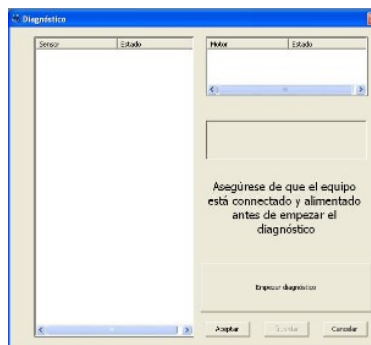 Diagnóstico
Sensor Estado
Motor Estado
Asegúrese de que el equipo
está connectado y alimentado
antes de empezar el
diagnóstico
Empezar diagnóstico
Aceptar Guardar Cancelar